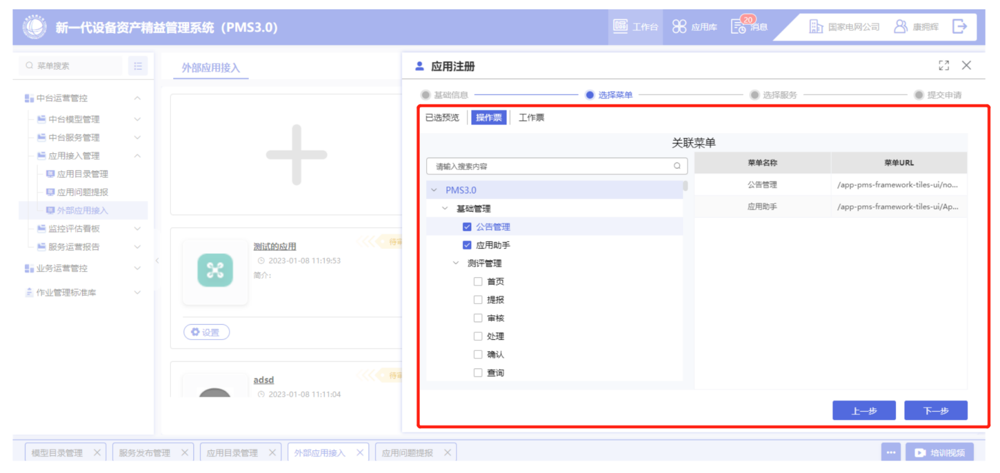 新一代设备资产精益管理系统（PMS3.0）
工作台
应用库
20
消息
国家电网公司
康拥辉
菜单搜索
中台运营管控
中台模型管理
中台服务管理
应用接入管理
应用目录管理
应用问题提报
外部应用接入
监控评估看板
服务运营报告
业务运营管控
作业管理标准库
外部应用接入
测试的应用
待审
2023-01-08 11:19:53
简介:
设置
adsd
待审
2023-01-08 11:11:04
应用注册
基础信息
选择菜单
选择服务
提交申请
已选预览
操作票
工作票
关联菜单
请输入搜索内容
PMS3.0
基础管理
公告管理
应用助手
测评管理
首页
提报
审核
处理
确认
查询
菜单名称 菜单URL
公告管理 /app-pms-framework-tiles-ui/no...
应用助手 /app-pms-framework-tiles-ui/Ap...
上一步
下一步
模型目录管理
服务发布管理
应用目录管理
外部应用接入
应用问题提报
培训视频